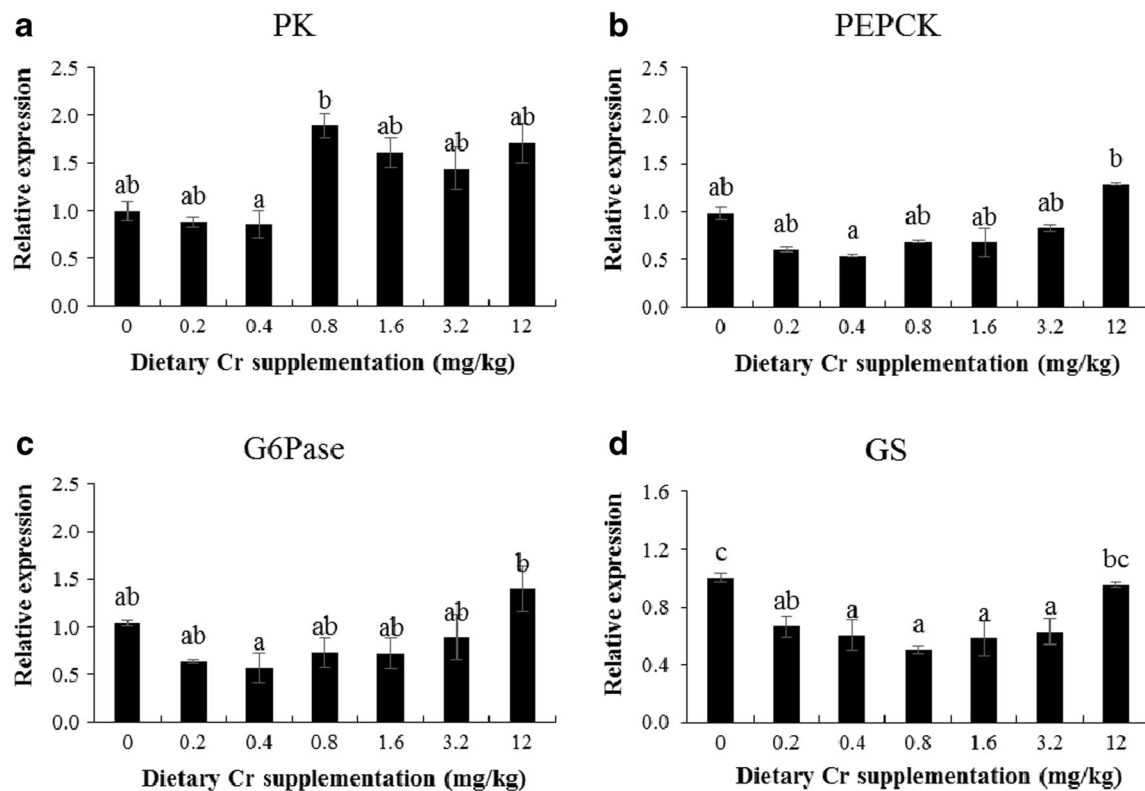 a
PK
Relative expression
2.5
2.0
1.5
1.0
0.5
0.0
ab ab a b ab ab ab
0 0.2 0.4 0.8 1.6 3.2 12
Dietary Cr supplementation (mg/kg)
b
PEPCK
Relative expression
2.5
2.0
1.5
1.0
0.5
0.0
ab ab a ab ab ab b
0 0.2 0.4 0.8 1.6 3.2 12
Dietary Cr supplementation (mg/kg)
c
G6Pase
Relative expression
2.5
2.0
1.5
1.0
0.5
0.0
ab ab a ab ab ab b
0 0.2 0.4 0.8 1.6 3.2 12
Dietary Cr supplementation (mg/kg)
d
GS
Relative expression
1.6
1.2
0.8
0.4
0.0
c ab a a a a bc
0 0.2 0.4 0.8 1.6 3.2 12
Dietary Cr supplementation (mg/kg)